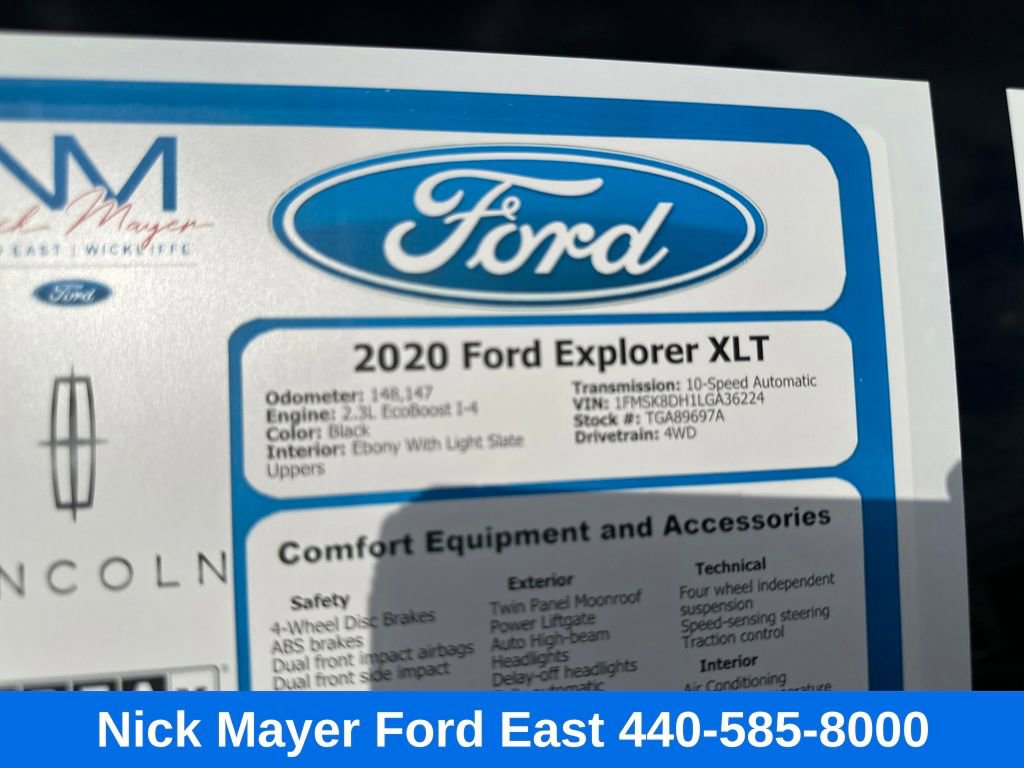 NM
Mayer
EAST | WICKLIFFE
Ford
Ford
NCOLN
2020 Ford Explorer XLT
Odometer: 148,147
Engine: 2.3L EcoBoost I-4
Color: Black
Interior: Ebony With Light Slate
Uppers
Transmission: 10-Speed Automatic
VIN: 1FMSK8DH1LGA36224
Stock #: TGA89697A
Drivetrain: 4WD
Comfort Equipment and Accessories
Safety
4-Wheel Disc Brakes
ABS brakes
Dual front impact airbags
Dual front side impact
Exterior
Twin Panel Moonroof
Power Liftgate
Auto High-beam
Headlights
Delay-off headlights
automatic
Technical
Four wheel independent
suspension
Speed-sensing steering
Traction control
Interior
Air Conditioning
Nick Mayer Ford East 440-585-8000